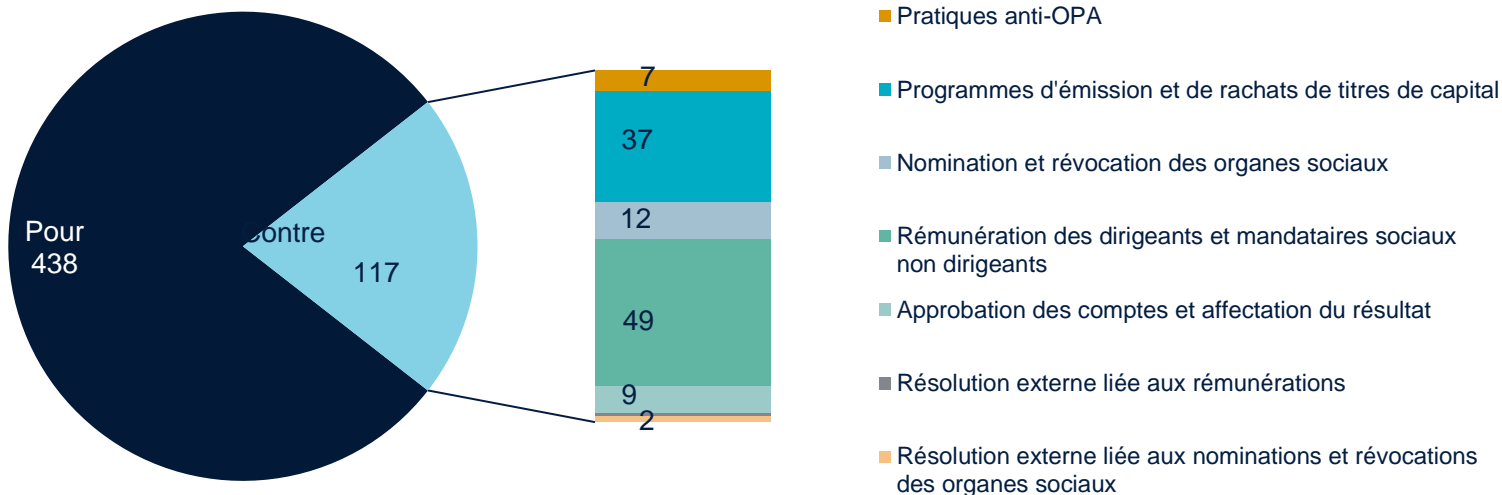 Pour
438
Contre
117
7
37
12
49
9
2
Pratiques anti-OPA
Programmes d'émission et de rachats de titres de capital
Nomination et révocation des organes sociaux
Rémunération des dirigeants et mandataires sociaux
non dirigeants
Approbation des comptes et affectation du résultat
Résolution externe liée aux rémunérations
Résolution externe liée aux nominations et révocations
des organes sociaux